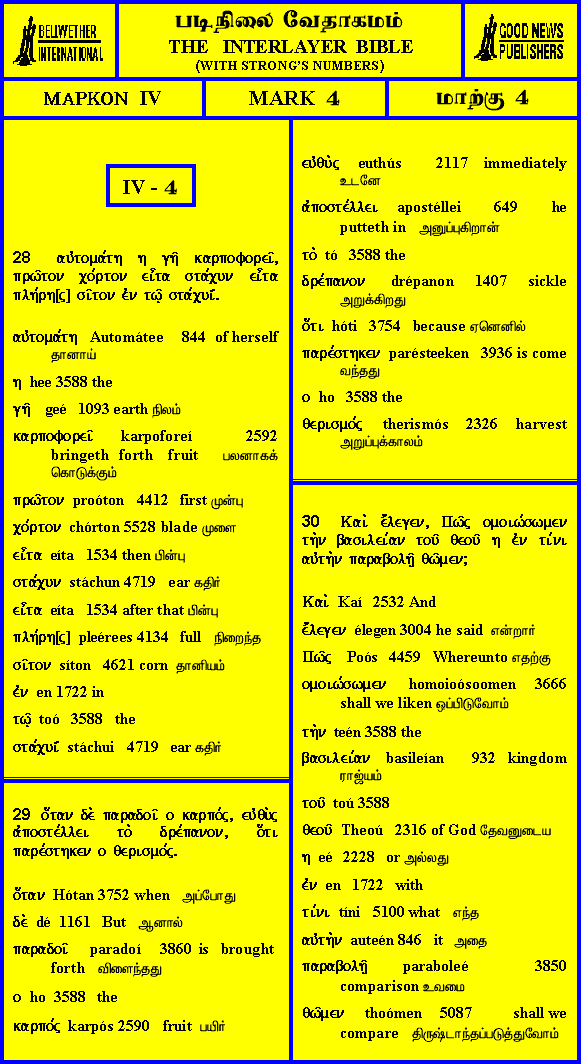 BELLWETHER
INTERNATIONAL
படிநிலை வேதாகமம்
THE INTERLAYER BIBLE
(WITH STRONG'S NUMBERS)
GOOD NEWS
PUBLISHERS
ΜΑΡΚΟΝ IV
MARK 4
மாற்கு 4
IV - 4
28 αὐτομάτη η γῆ καρποφορεῖ,
πρῶτον χόρτον εἶτα στάχυν εἶτα
πλήρη[ς] σῖτον ἐν τῷ στάχυϊ.
αὐτομάτη Automátee 844 of herself
தானாய்
η hee 3588 the
γῆ geé 1093 earth நிலம்
καρποφορεῖ karpoforeí 2592
bringeth forth fruit பலனாகக்
கொடுக்கும்
πρῶτον proóton 4412 first முன்பு
χόρτον chórton 5528 blade முளை
εἶτα eíta 1534 then பின்பு
στάχυν stáchun 4719 ear கதிர்
εἶτα eíta 1534 after that பின்பு
πλήρη[ς] pleérees 4134 full நிறைந்த
σῖτον síton 4621 corn தானியம்
ἐν en 1722 in
τῷ toó 3588 the
στάχυϊ stáchui 4719 ear கதிர்
29 ὅταν δὲ παραδοῖ ο καρπός, εὐθὺς
ἀποστέλλει τὸ δρέπανον, ὅτι
παρέστηκεν ο θερισμός.
ὅταν Hótan 3752 when அப்போது
δὲ dé 1161 But ஆனால்
παραδοῖ paradoí 3860 is brought
forth விளைந்தது
ο ho 3588 the
καρπός karpós 2590 fruit பயிர்
εὐθὺς euthús 2117 immediately
உடனே
ἀποστέλλει apostéllei 649 he
putteth in அனுப்புகிறான்
τὸ tó 3588 the
δρέπανον drépanon 1407 sickle
அறுக்கிறது
ὅτι hóti 3754 because ஏனெனில்
παρέστηκεν parésteeken 3936 is come
வந்தது
ο ho 3588 the
θερισμός therismós 2326 harvest
அறுப்புக்காலம்
30 Καὶ ἔλεγεν, Πῶς ομοιώσωμεν
τὴν βασιλείαν τοῦ θεοῦ η ἐν τίνι
αὐτὴν παραβολῇ θῶμεν;
Καὶ Kaí 2532 And
ἔλεγεν élegen 3004 he said என்றார்
Πῶς Poós 4459 Whereunto எதற்கு
ομοιώσωμεν homoioósoomen 3666
shall we liken ஒப்பிடுவோம்
τὴν teén 3588 the
βασιλείαν basileían 932 kingdom
ராஜ்யம்
τοῦ toú 3588
θεοῦ Theoú 2316 of God தேவனுடைய
η eé 2228 or அல்லது
ἐν en 1722 with
τίνι tíni 5100 what எந்த
αὐτὴν auteén 846 it அதை
παραβολῇ paraboleé 3850
comparison உவமை
θῶμεν thoómen 5087 shall we
compare திருஷ்டாந்தப்படுத்துவோம்